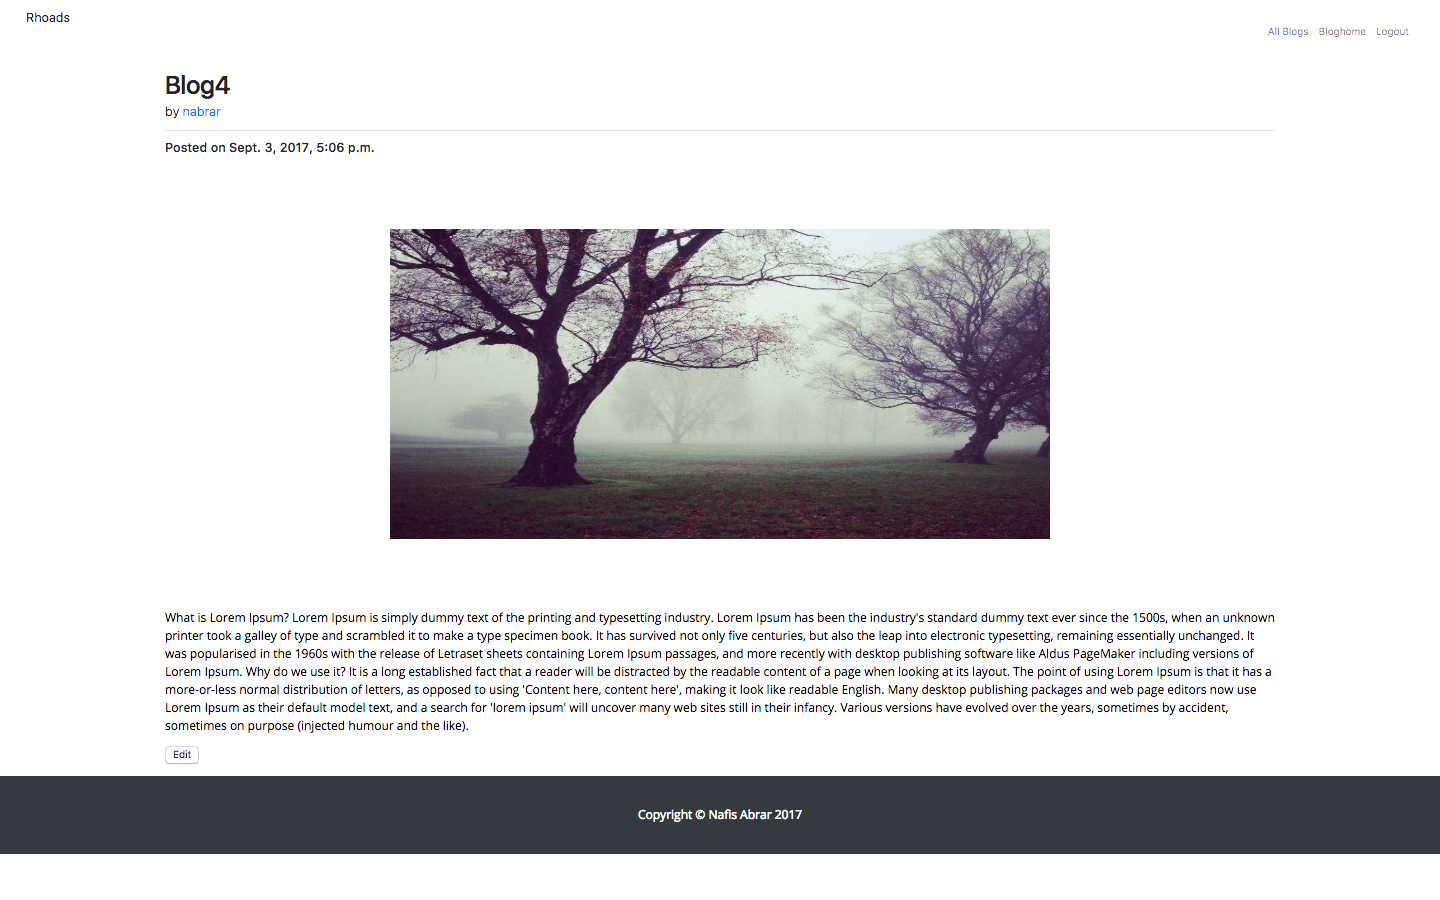 Rhoads
All Blogs Bloghome Logout
Blog4
by nabrar
Posted on Sept. 3, 2017, 5:06 p.m.
What is Lorem Ipsum? Lorem Ipsum is simply dummy text of the printing and typesetting industry. Lorem Ipsum has been the industry's standard dummy text ever since the 1500s, when an unknown
printer took a galley of type and scrambled it to make a type specimen book. It has survived not only five centuries, but also the leap into electronic typesetting, remaining essentially unchanged. It
was popularised in the 1960s with the release of Letraset sheets containing Lorem Ipsum passages, and more recently with desktop publishing software like Aldus PageMaker including versions of
Lorem Ipsum. Why do we use it? It is a long established fact that a reader will be distracted by the readable content of a page when looking at its layout. The point of using Lorem Ipsum is that it has a
more-or-less normal distribution of letters, as opposed to using 'Content here, content here', making it look like readable English. Many desktop publishing packages and web page editors now use
Lorem Ipsum as their default model text, and a search for 'lorem ipsum' will uncover many web sites still in their infancy. Various versions have evolved over the years, sometimes by accident,
sometimes on purpose (injected humour and the like).
Edit
Copyright © Nafis Abrar 2017